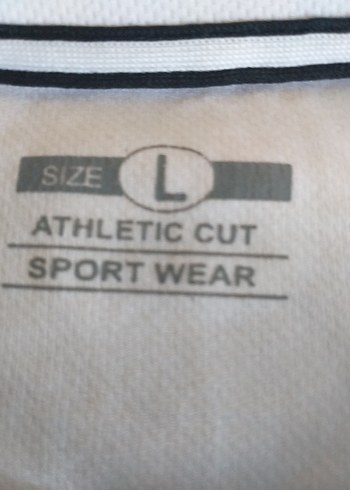 SIZE L
ATHLETIC CUT
SPORT WEAR